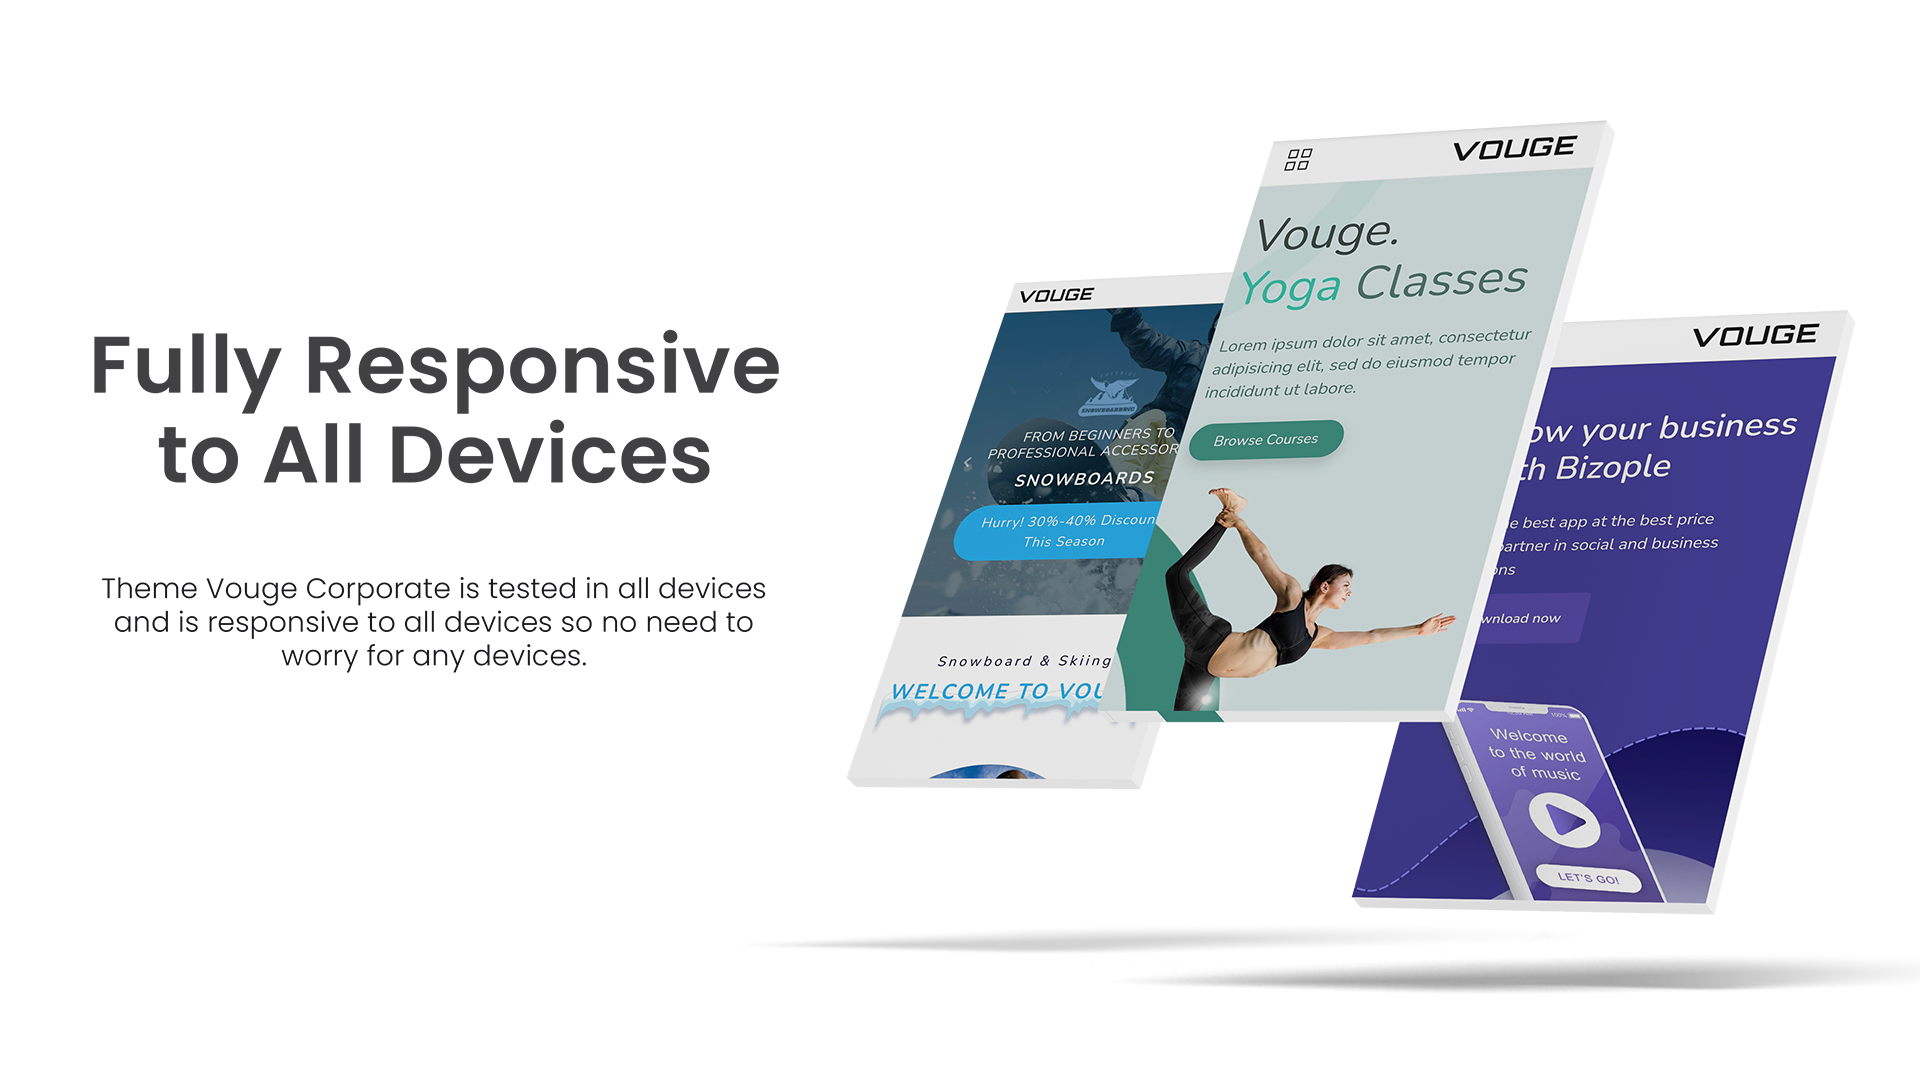 Fully Responsive
to All Devices
Theme Vouge Corporate is tested in all devices
and is responsive to all devices so no need to
worry for any devices.
VOUGE
SNOWBOARDING
FROM BEGINNERS TO
PROFESSIONAL ACCESSOR
SNOWBOARDS
Hurry! 30%-40% Discoun
This Season
Snowboard & Skiing
WELCOME TO VOU
VOUGE
Vouge.
Yoga Classes
Lorem ipsum dolor sit amet, consectetur
adipisicing elit, sed do eiusmod tempor
incididunt ut labore.
Browse Courses
VOUGE
ow your business
th Bizople
e best app at the best price
partner in social and business
ons
wnload now
100%
Welcome
to the world
of music
LET'S GO!